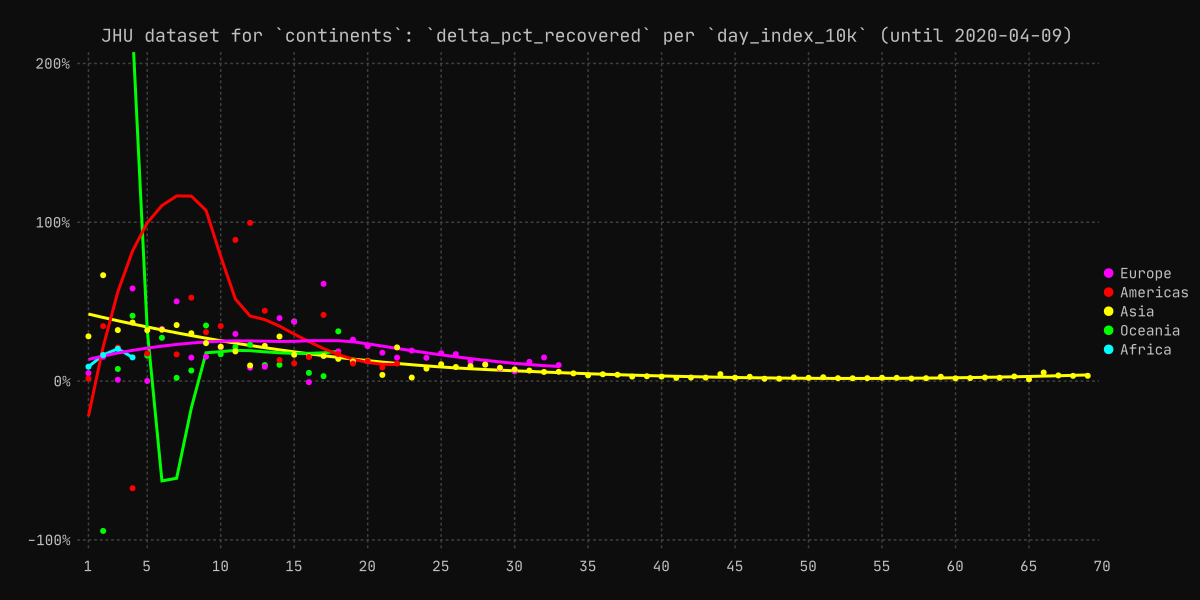 JHU dataset for `continents`: `delta_pct_recovered` per `day_index_10k` (until 2020-04-09)
200%
100%
0%
-100%
1 5 10 15 20 25 30 35 40 45 50 55 60 65 70
Europe
Americas
Asia
Oceania
Africa